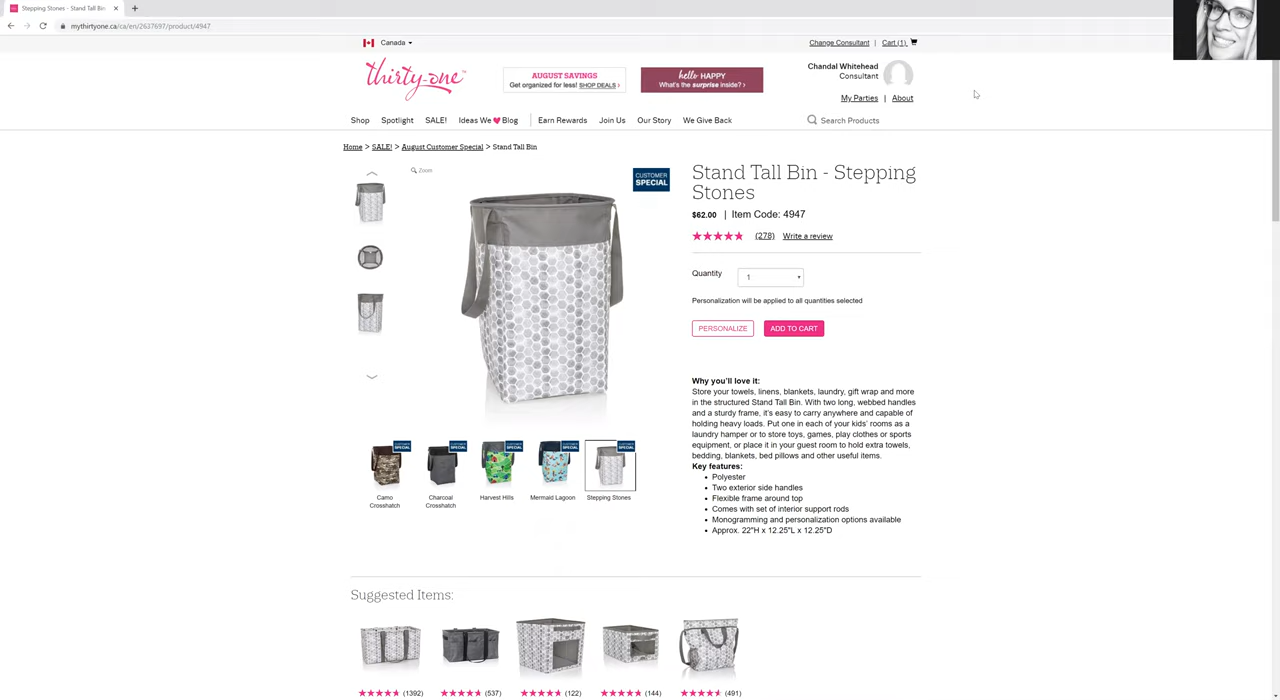 Stepping Stones - Stand Tall Bin
mythirtyone.ca/ca/en/2637697/product/4947
Canada
Change Consultant | Cart (1)
thirty-one
AUGUST SAVINGS
Get organized for less! SHOP DEALS ›
hello HAPPY
What's the surprise inside? ›
Chandal Whitehead
Consultant
My Parties | About
Shop Spotlight SALE! Ideas We Blog Earn Rewards Join Us Our Story We Give Back
Search Products
Home > SALE! > August Customer Special > Stand Tall Bin
Zoom
CUSTOMER
SPECIAL
Stand Tall Bin - Stepping
Stones
$62.00 | Item Code: 4947
(278) Write a review
Quantity 1
Personalization will be applied to all quantities selected
PERSONALIZE ADD TO CART
Why you'll love it:
Store your towels, linens, blankets, laundry, gift wrap and more
in the structured Stand Tall Bin. With two long, webbed handles
and a sturdy frame, it's easy to carry anywhere and capable of
holding heavy loads. Put one in each of your kids' rooms as a
laundry hamper or to store toys, games, play clothes or sports
equipment, or place it in your guest room to hold extra towels,
bedding, blankets, bed pillows and other useful items.
Key features:
• Polyester
• Two exterior side handles
• Flexible frame around top
• Comes with set of interior support rods
• Monogramming and personalization options available
• Approx. 22"H x 12.25"L x 12.25"D
CUSTOMER CUSTOMER CUSTOMER CUSTOMER CUSTOMER
SPECIAL SPECIAL SPECIAL SPECIAL SPECIAL
Camo Charcoal Harvest Hills Mermaid Lagoon Stepping Stones
Crosshatch Crosshatch
Suggested Items:
(1392) (537) (122) (144) (491)